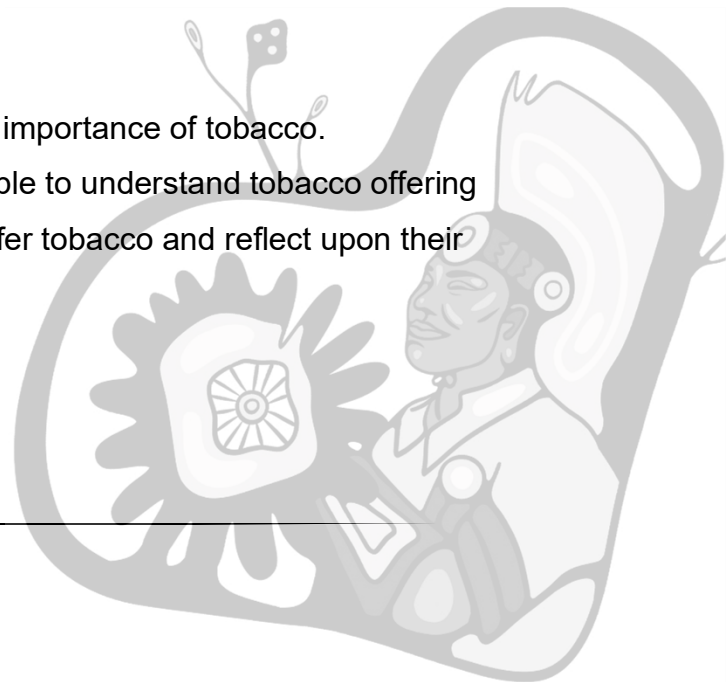 importance of tobacco.
ble to understand tobacco offering
fer tobacco and reflect upon their